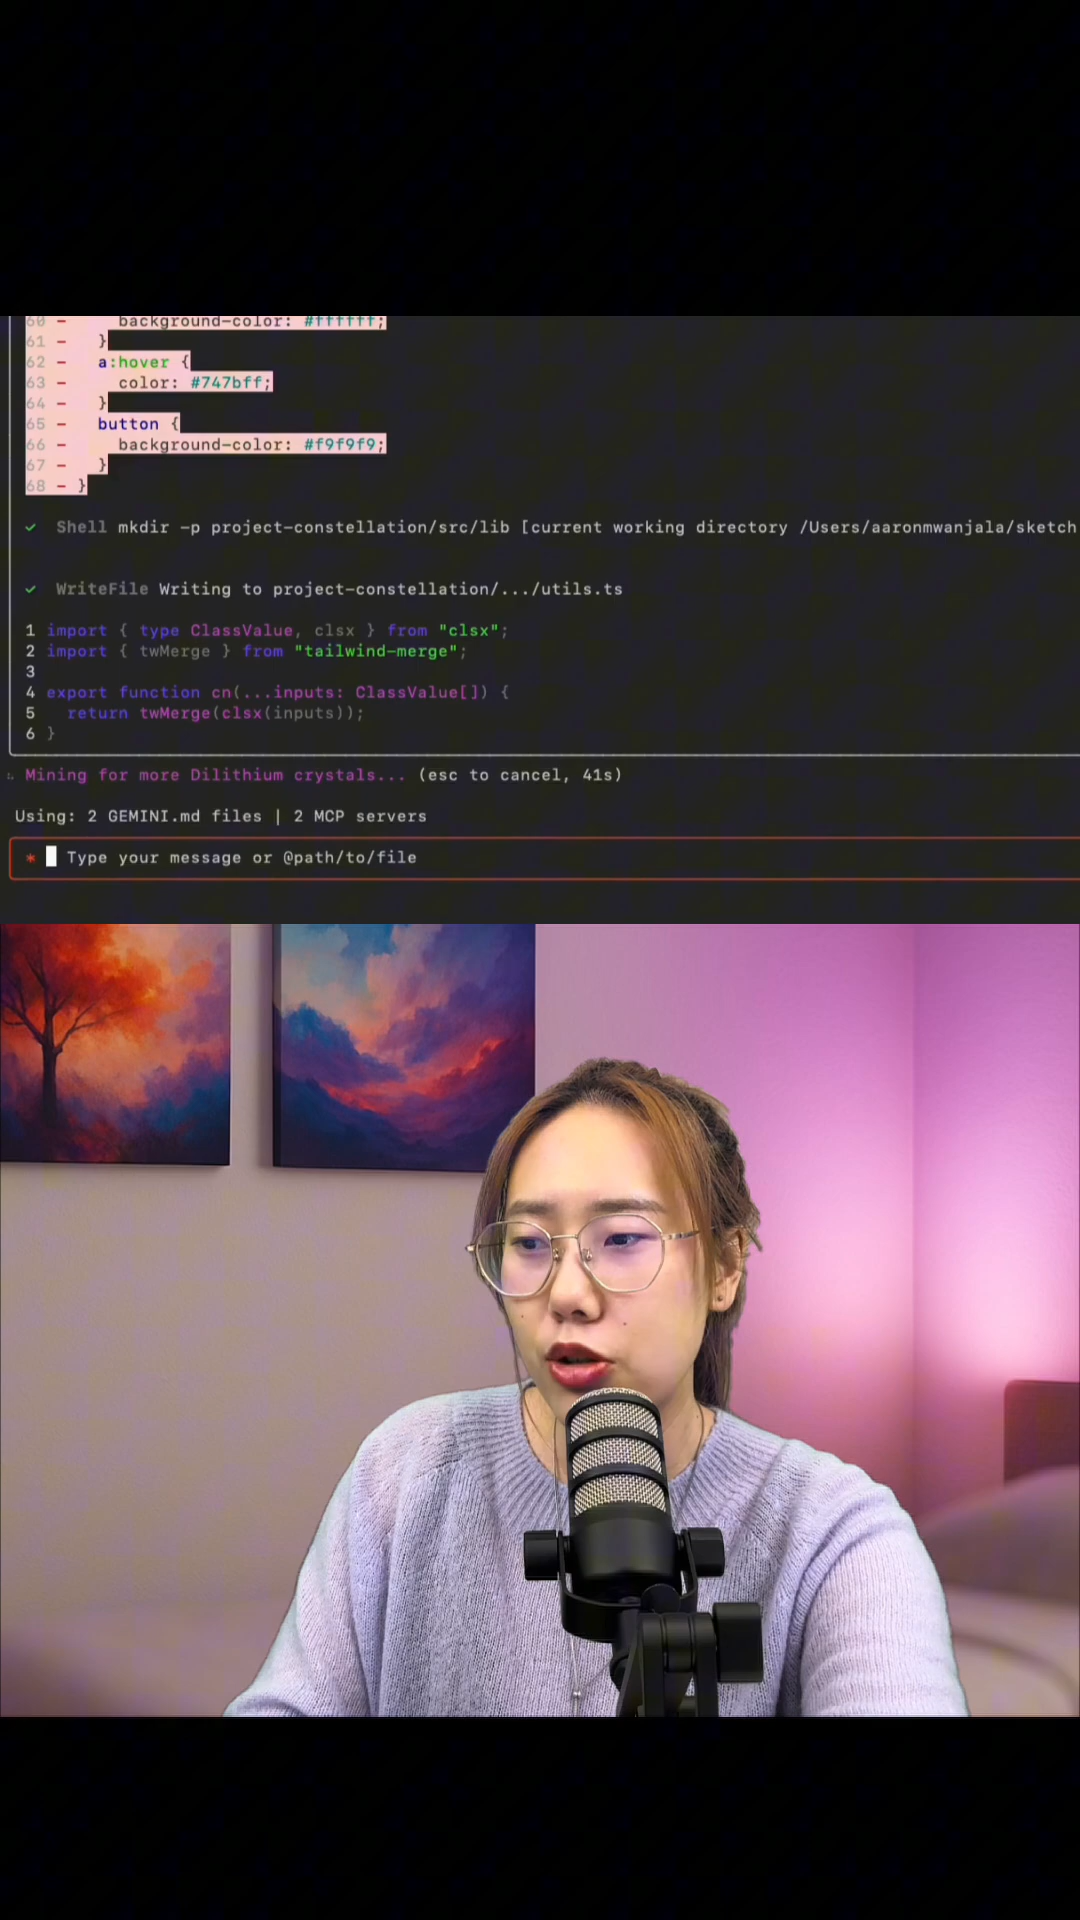 60 -      background-color: #ffffff;
61 -    }
62 -    a:hover {
63 -      color: #747bff;
64 -    }
65 -    button {
66 -      background-color: #f9f9f9;
67 -    }
68 - }
✓  Shell mkdir -p project-constellation/src/lib [current working directory /Users/aaronmwanjala/sketch
✓  WriteFile Writing to project-constellation/.../utils.ts
1 import { type ClassValue, clsx } from "clsx";
2 import { twMerge } from "tailwind-merge";
3
4 export function cn(...inputs: ClassValue[]) {
5   return twMerge(clsx(inputs));
6 }
Mining for more Dilithium crystals... (esc to cancel, 41s)
Using: 2 GEMINI.md files | 2 MCP servers
* Type your message or @path/to/file